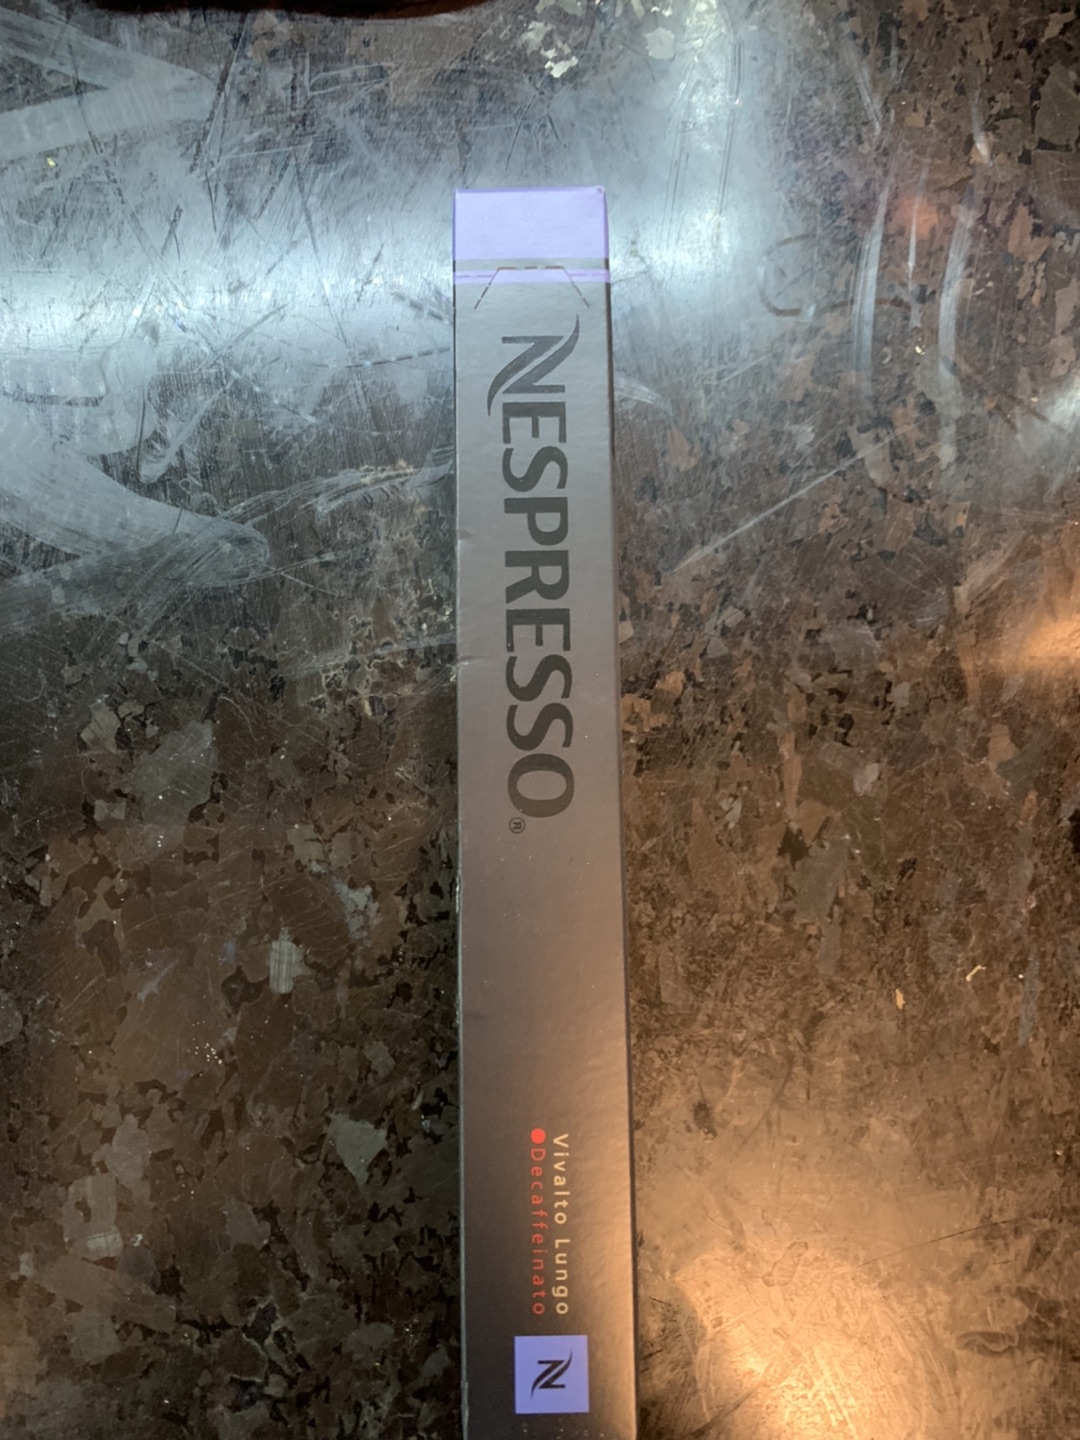 NESPRESSO®
Vivalto Lungo
Decaffeinato
N